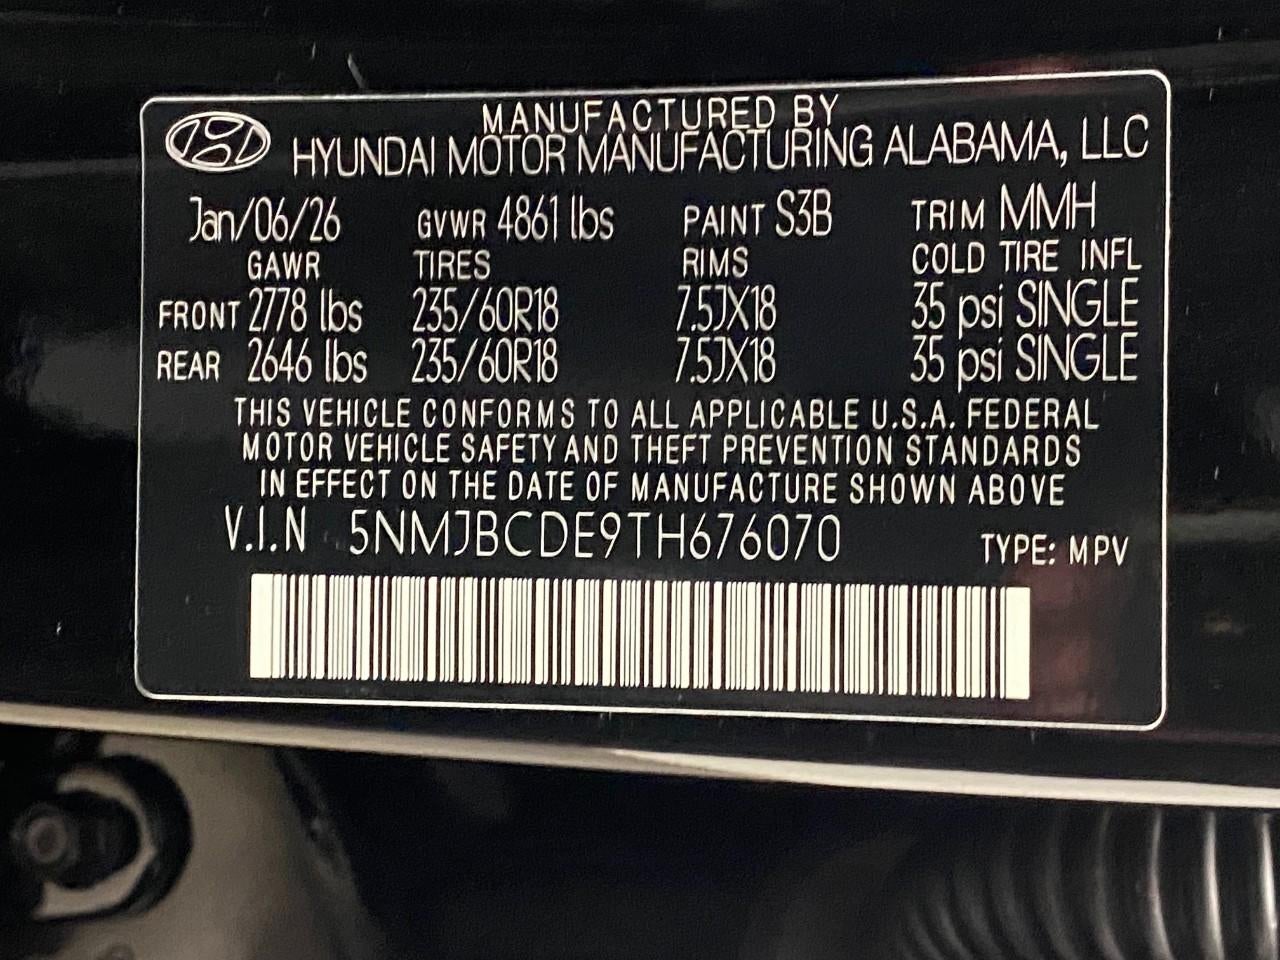 MANUFACTURED BY
HYUNDAI MOTOR MANUFACTURING ALABAMA, LLC
Jan/06/26 GVWR 4861 lbs PAINT S3B TRIM MMH
GAWR TIRES RIMS COLD TIRE INFL
FRONT 2778 lbs 235/60R18 7.5JX18 35 psi SINGLE
REAR 2646 lbs 235/60R18 7.5JX18 35 psi SINGLE
THIS VEHICLE CONFORMS TO ALL APPLICABLE U.S.A. FEDERAL
MOTOR VEHICLE SAFETY AND THEFT PREVENTION STANDARDS
IN EFFECT ON THE DATE OF MANUFACTURE SHOWN ABOVE
V.I.N 5NMJBCDE9TH676070 TYPE: MPV